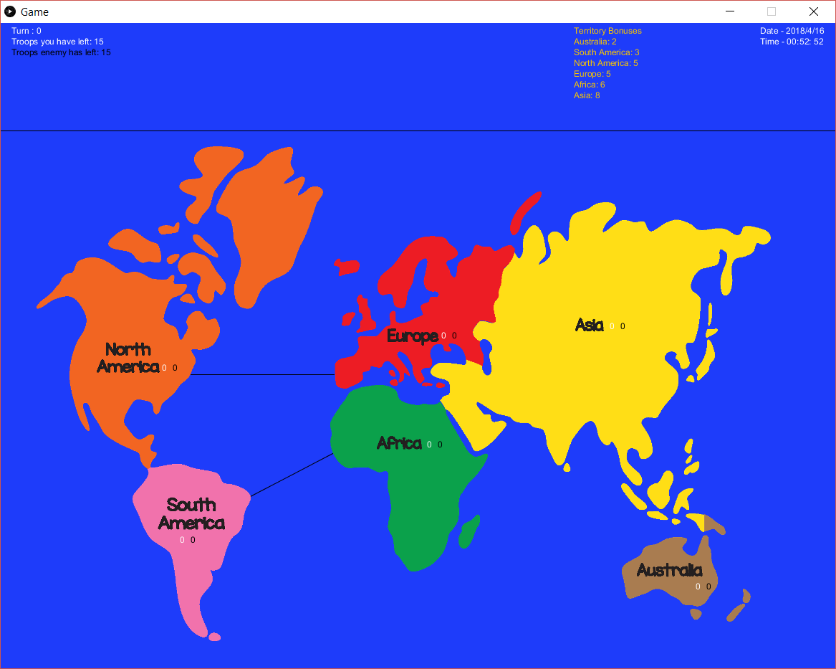 Game
Turn : 0
Troops you have left: 15
Troops enemy has left: 15
Territory Bonuses
Australia: 2
South America: 3
North America: 5
Europe: 5
Africa: 6
Asia: 8
Date - 2018/4/16
Time - 00:52: 52
North
America 0 0
Europe 0 0
Asia 0 0
Africa 0 0
South
America
0 0
Australia
0 0